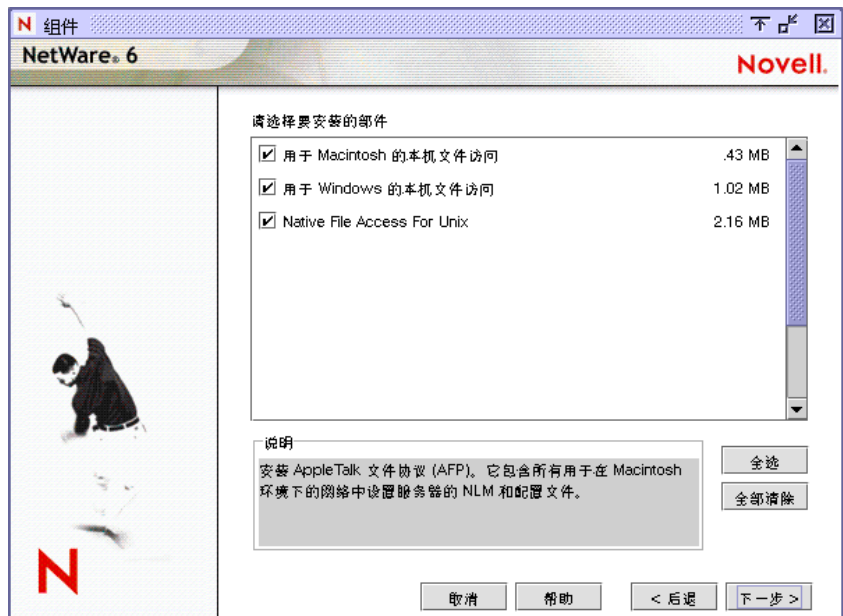 N 组件
NetWare® 6
Novell.
请选择要安装的部件
用于 Macintosh 的本机文件访问 .43 MB
用于 Windows 的本机文件访问 1.02 MB
Native File Access For Unix 2.16 MB
说明
安装 AppleTalk 文件协议 (AFP)。它包含所有用于在 Macintosh
环境下的网络中设置服务器的 NLM 和配置文件。
全选
全部清除
N
取消 帮助 < 后退 下一步 >